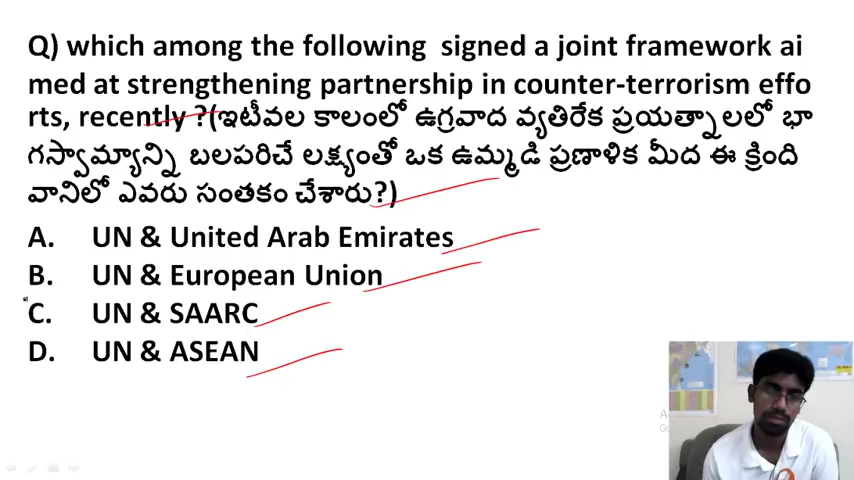 Q) which among the following signed a joint framework ai
med at strengthening partnership in counter-terrorism effo
rts, recently ?(ఇటీవల కాలంలో ఉగ్రవాద వ్యతిరేక ప్రయత్నాలలో భా
గస్వామ్యాన్ని బలపరిచే లక్ష్యంతో ఒక ఉమ్మడి ప్రణాళిక మీద ఈ క్రింది
వానిలో ఎవరు సంతకం చేశారు?)
A. UN & United Arab Emirates
B. UN & European Union
C. UN & SAARC
D. UN & ASEAN